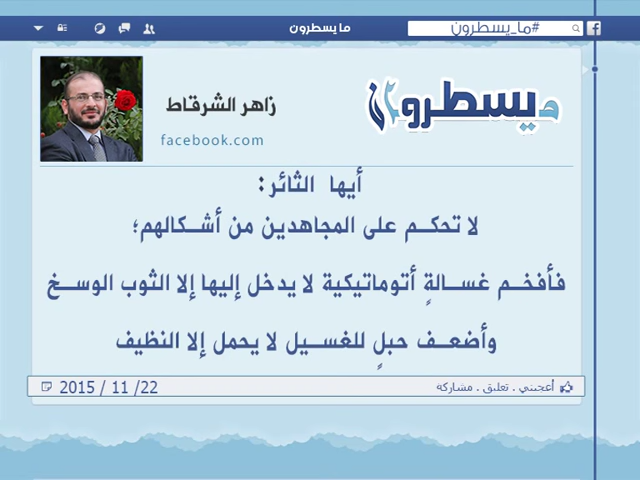 ما يسطرون
#ما_يسطرون
ما يسطرون
زاهر الشرقاط
facebook.com
أيها الثائر:
لا تحكم على المجاهدين من أشكالهم؛
فأفخم غسالةٍ أتوماتيكية لا يدخل إليها إلا الثوب الوسخ
وأضعف حبلٍ للغسيل لا يحمل إلا النظيف
أعجبني . تعليق . مشاركة
2015 / 11 /22